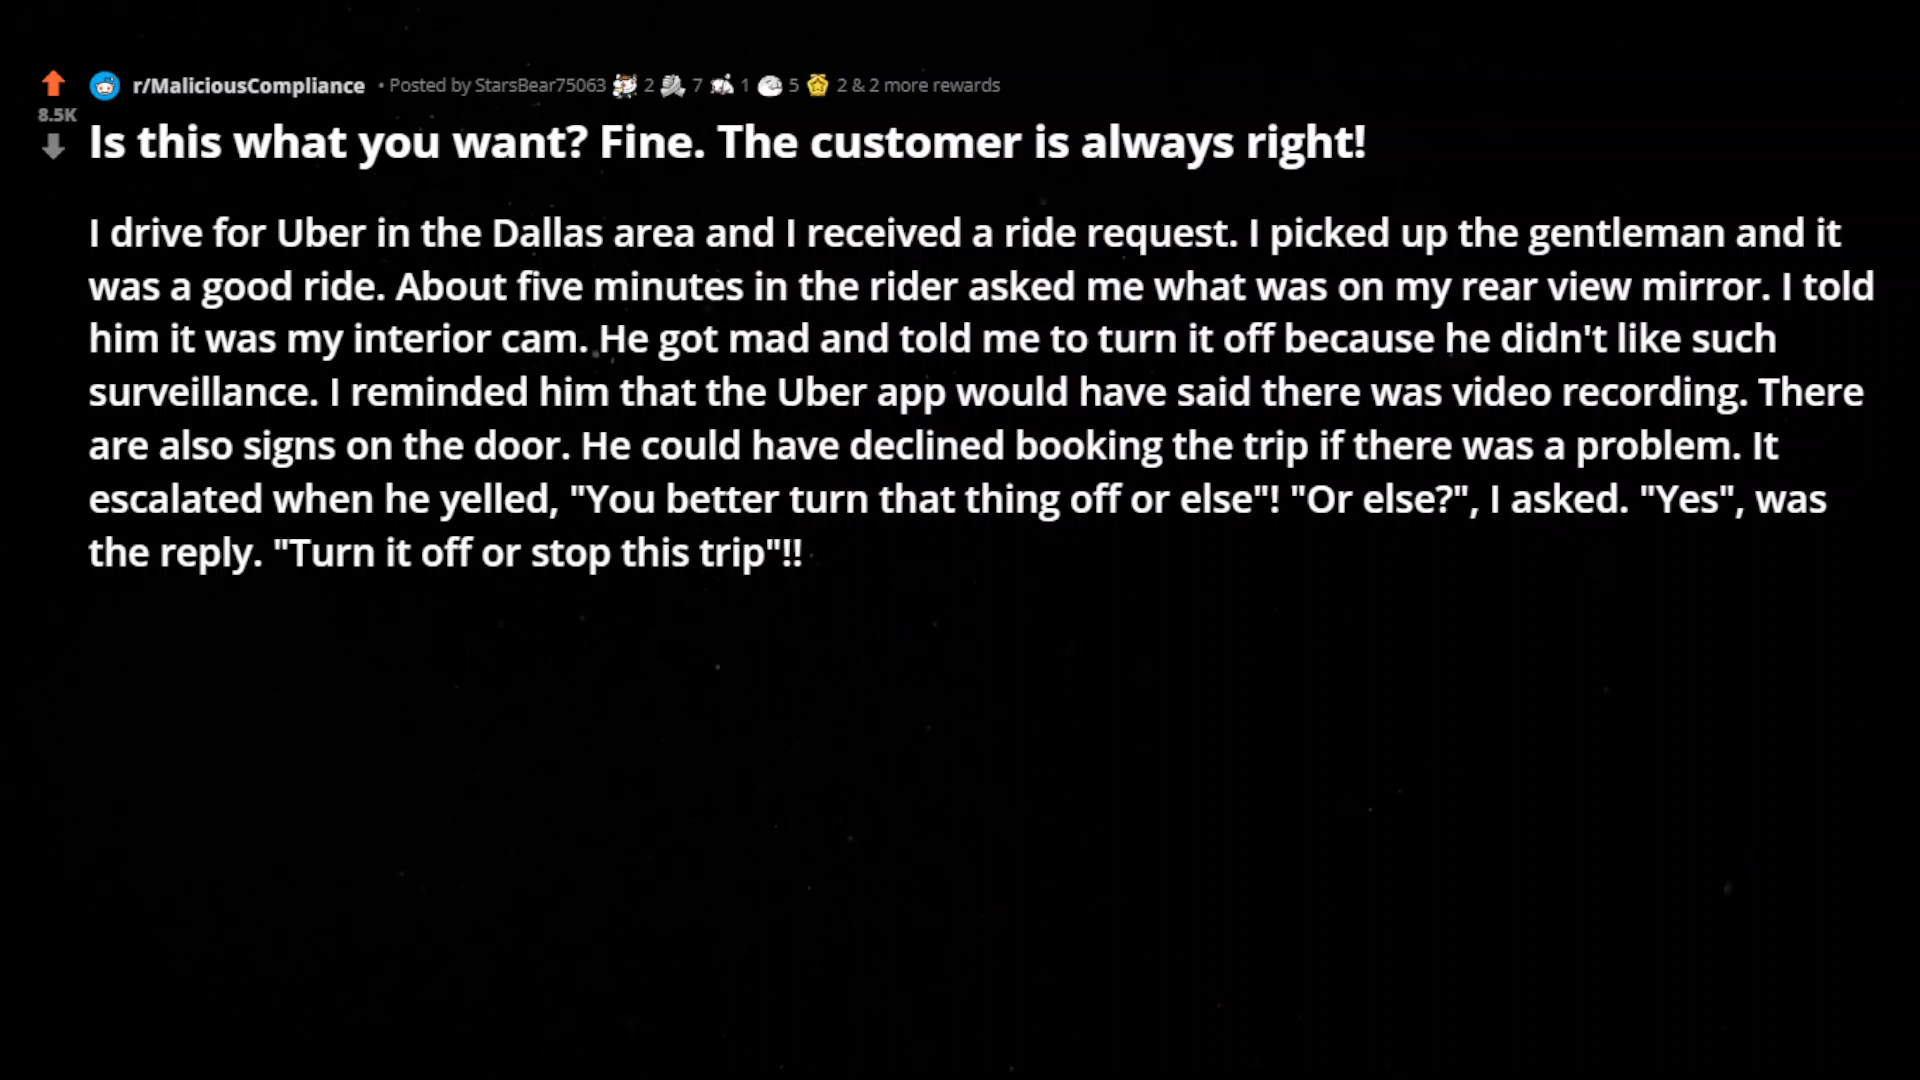 r/MaliciousCompliance • Posted by StarsBear75063 2 7 1 5 2 & 2 more rewards
8.5K
Is this what you want? Fine. The customer is always right!
I drive for Uber in the Dallas area and I received a ride request. I picked up the gentleman and it
was a good ride. About five minutes in the rider asked me what was on my rear view mirror. I told
him it was my interior cam. He got mad and told me to turn it off because he didn't like such
surveillance. I reminded him that the Uber app would have said there was video recording. There
are also signs on the door. He could have declined booking the trip if there was a problem. It
escalated when he yelled, "You better turn that thing off or else"! "Or else?", I asked. "Yes", was
the reply. "Turn it off or stop this trip"!!